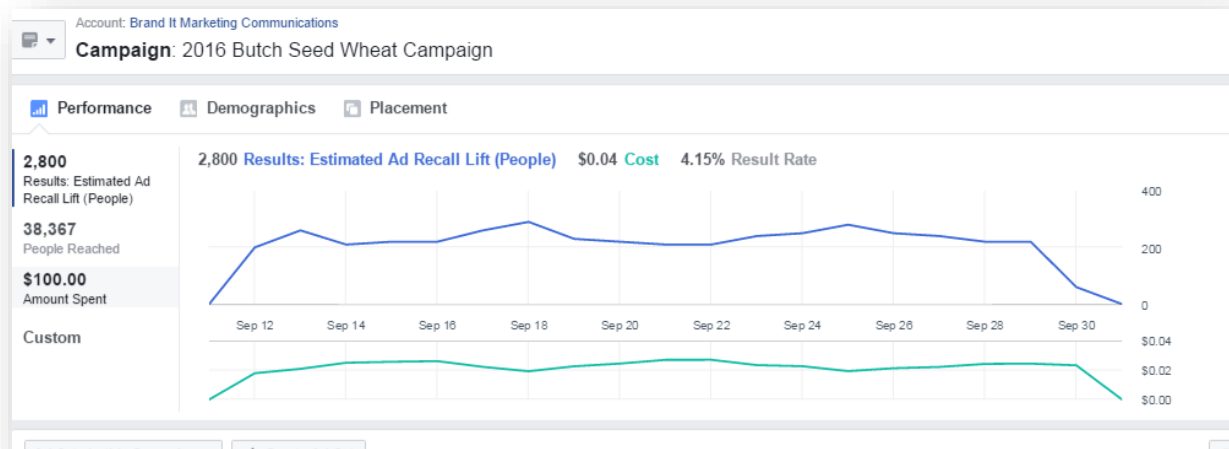 Account: Brand It Marketing Communications
Campaign: 2016 Butch Seed Wheat Campaign
Performance Demographics Placement
2,800
Results: Estimated Ad
Recall Lift (People)
38,367
People Reached
$100.00
Amount Spent
Custom
2,800 Results: Estimated Ad Recall Lift (People) $0.04 Cost 4.15% Result Rate
400
200
0
Sep 12 Sep 14 Sep 16 Sep 18 Sep 20 Sep 22 Sep 24 Sep 26 Sep 28 Sep 30
$0.04
$0.02
$0.00